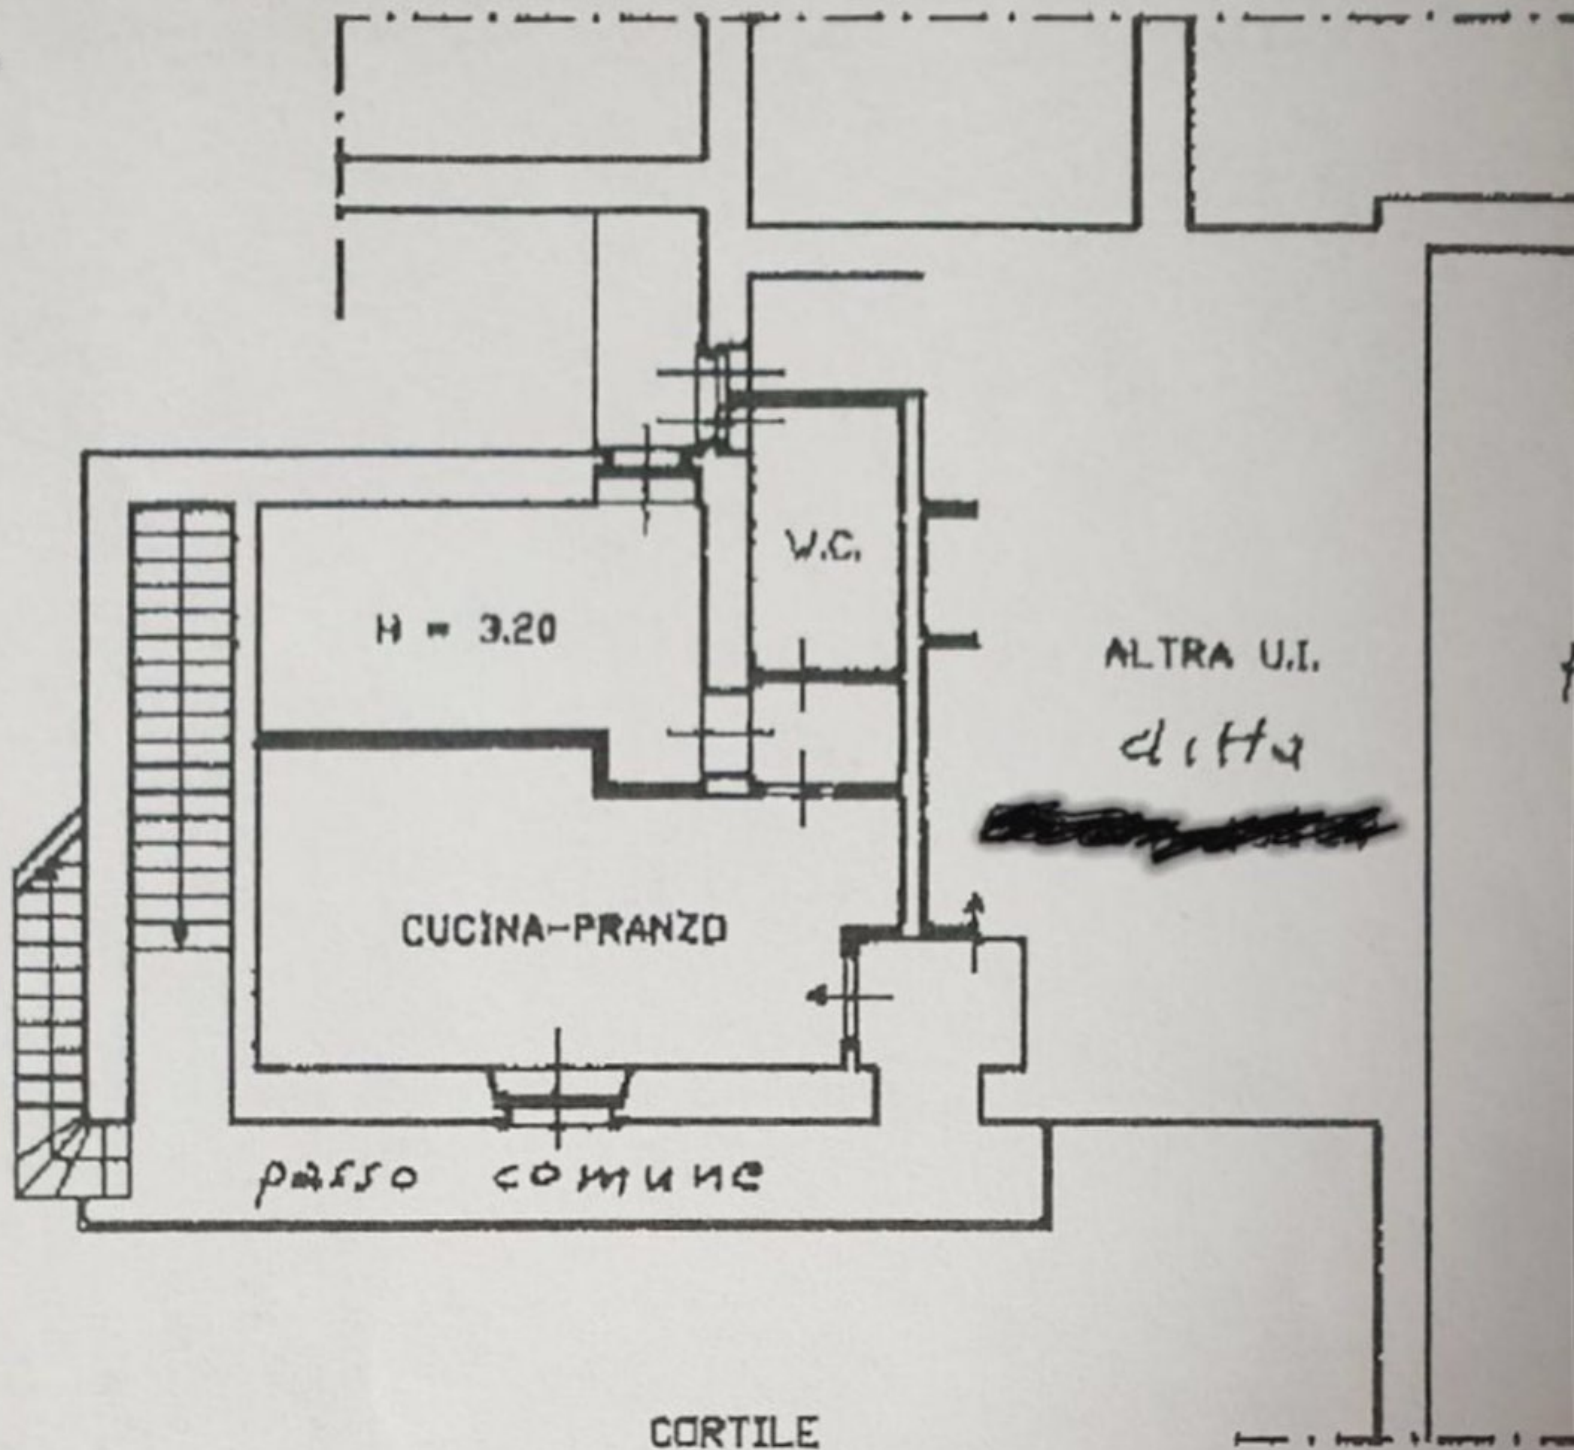 W.C.
H = 3.20
ALTRA U.I.
ditta
CUCINA-PRANZO
passo comune
CORTILE